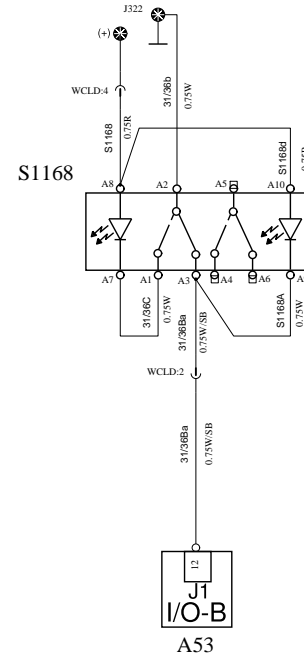 J322
(+)
WCLD:4
31/36b
0.75W
S1168
0.75R
S1168d
S1168
A8
A2
A5
A10
A7
A1
A3
A4
A6
31/36C
0.75W
31/36Ba
0.75W/SB
S1168A
0.75W
WCLD:2
31/36Ba
0.75W/SB
12
J1
I/O-B
A53